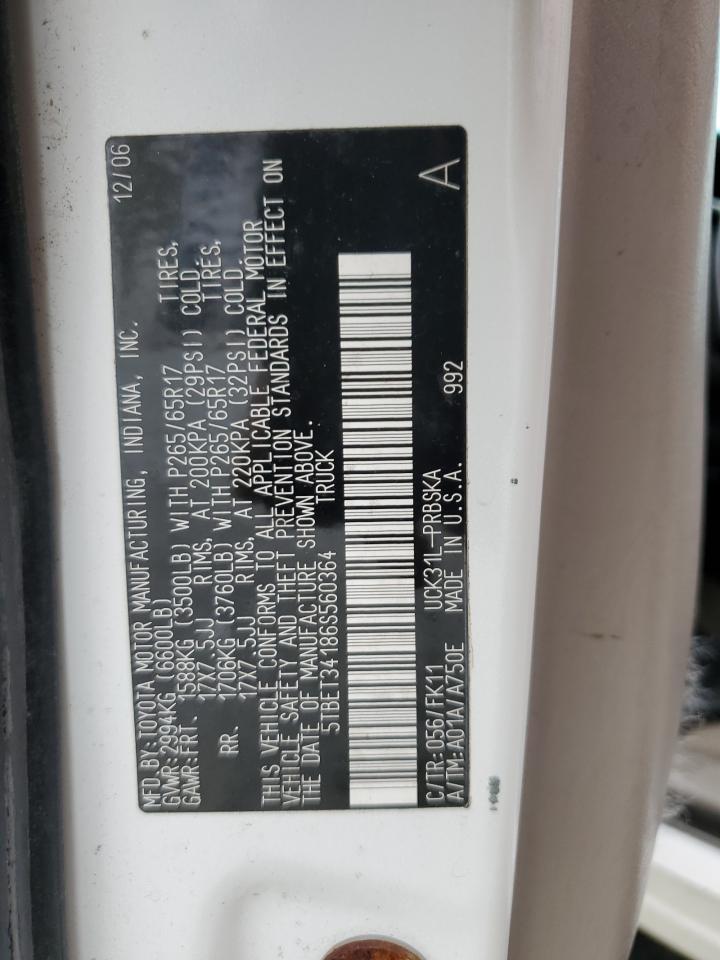 MFD.BY:TOYOTA MOTOR MANUFACTURING, INDIANA, INC. 12/06
GVWR:2994KG (6600LB)
GAWR:FRT. 1588KG (3500LB) WITH P265/65R17 TIRES,
17X7.5JJ RIMS, AT 200KPA (29PSI) COLD
RR. 1706KG (3760LB) WITH P265/65R17 TIRES,
17X7.5JJ RIMS, AT 220KPA (32PSI) COLD.
THIS VEHICLE CONFORMS TO ALL APPLICABLE FEDERAL MOTOR
VEHICLE SAFETY AND THEFT PREVENTION STANDARDS IN EFFECT ON
THE DATE OF MANUFACTURE SHOWN ABOVE.
5TBET34186S560364 TRUCK
C/TR:056/FK11 UCK31L-PRBSKA 992 A
A/TM:A01A/A750E MADE IN U.S.A.